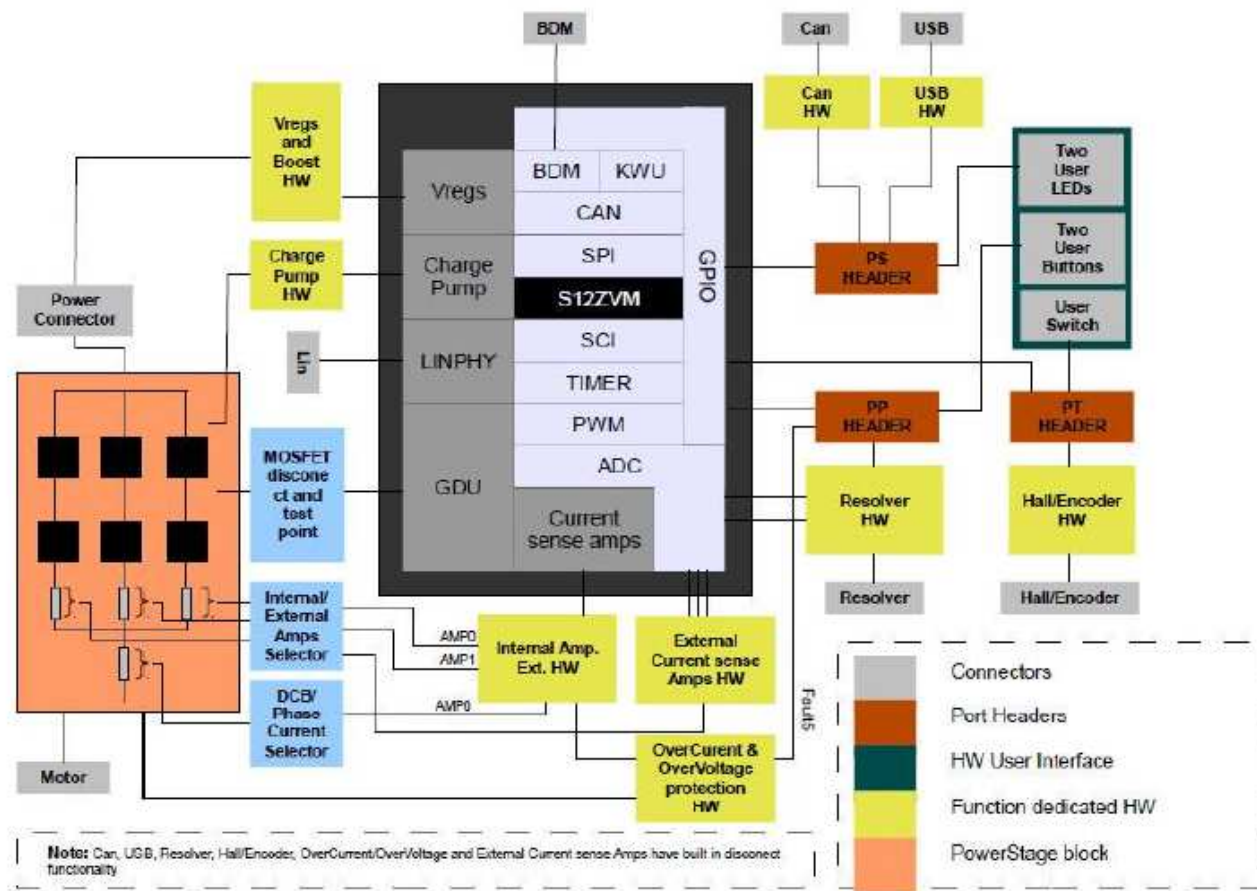 BDM
Can
USB
Vregs
and
Boost
HW
Can
HW
USB
HW
Two
User
LEDs
BDM
KWU
Vregs
CAN
GPIO
Two
User
Buttons
Charge
Pump
HW
Charge
Pump
SPI
PS
HEADER
S12ZVM
User
Switch
Power
Connector
Lin
LINPHY
SCI
TIMER
PWM
PP
HEADER
PT
HEADER
MOSFET
discone
ct and
test
point
GDU
ADC
Current
sense amps
Resolver
HW
Hall/Encoder
HW
Resolver
Hall/Encoder
Internal/
External
Amps
Selector
AMP0
AMP1
Internal Amp.
Ext. HW
External
Current sense
Amps HW
DCB/
Phase
Current
Selector
AMP0
Fault5
OverCurent &
OverVoltage
protection
HW
Motor
Connectors
Port Headers
HW User Interface
Function dedicated HW
PowerStage block
Note: Can, USB, Resolver, Hall/Encoder, OverCurrent/OverVoltage and External Current sense Amps have built in disconect
functionality